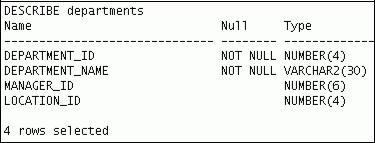 DESCRIBE departments
Name                           Null     Type
------------------------------ -------- ------------
DEPARTMENT_ID                  NOT NULL NUMBER(4)
DEPARTMENT_NAME                NOT NULL VARCHAR2(30)
MANAGER_ID                              NUMBER(6)
LOCATION_ID                             NUMBER(4)
4 rows selected